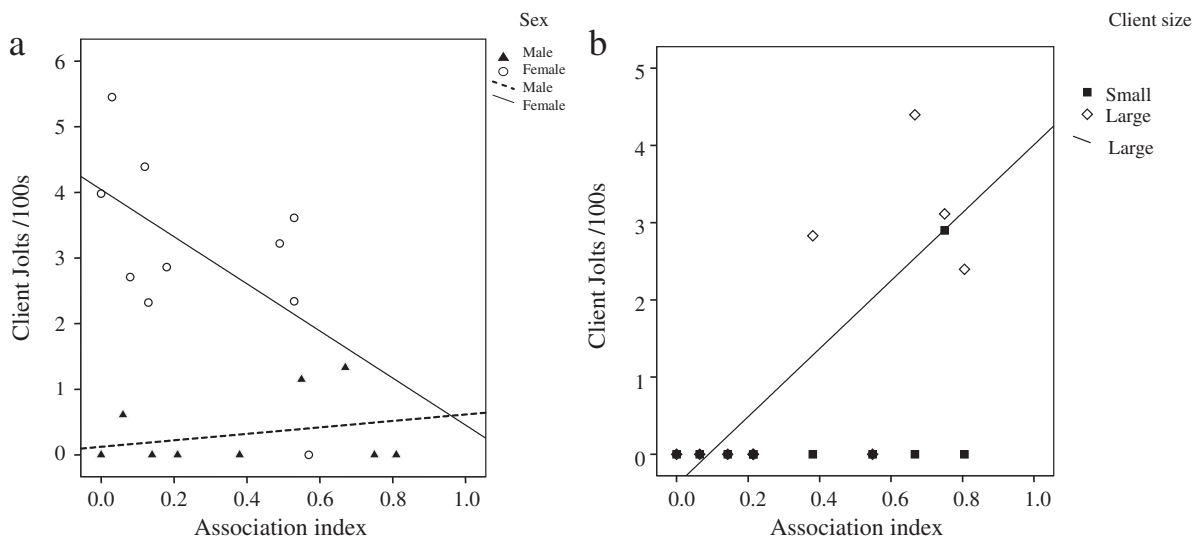 a
Sex
Male
Female
Male
Female
6
5
4
3
2
1
0
Client Jolts /100s
0.0 0.2 0.4 0.6 0.8 1.0
Association index
b
Client size
Small
Large
Large
5
4
3
2
1
0
Client Jolts /100s
0.0 0.2 0.4 0.6 0.8 1.0
Association index